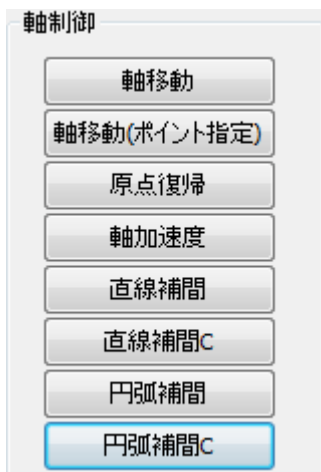 軸制御
軸移動
軸移動(ポイント指定)
原点復帰
軸加速度
直線補間
直線補間C
円弧補間
円弧補間C